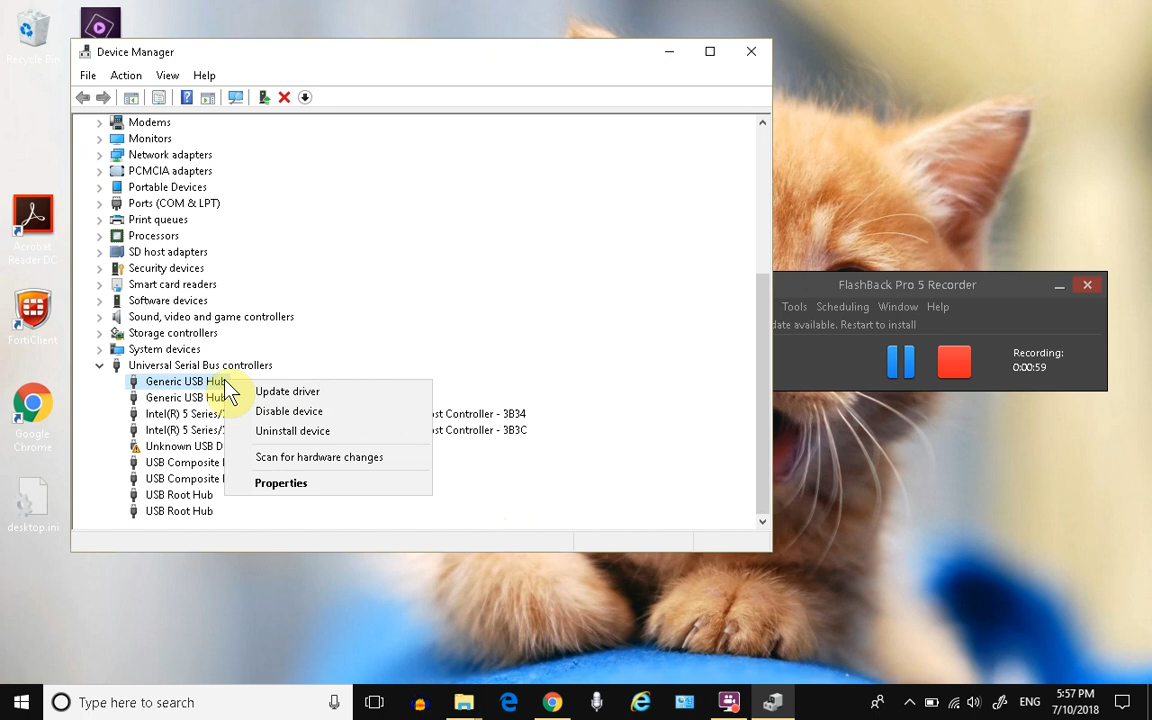 Recycle Bin
Device Manager
File Action View Help
Modems
Monitors
Network adapters
PCMCIA adapters
Portable Devices
Ports (COM & LPT)
Print queues
Processors
SD host adapters
Security devices
Smart card readers
Software devices
Sound, video and game controllers
Storage controllers
System devices
Universal Serial Bus controllers
Generic USB Hub
Generic USB Hub
Intel(R) 5 Series/ ost Controller - 3B34
Intel(R) 5 Series/ ost Controller - 3B3C
Unknown USB D
USB Composite
USB Composite
USB Root Hub
USB Root Hub
Update driver
Disable device
Uninstall device
Scan for hardware changes
Properties
FlashBack Pro 5 Recorder
Tools Scheduling Window Help
date available. Restart to install
Recording:
0:00:59
Acrobat
Reader DC
FortiClient
Google
Chrome
desktop.ini
Type here to search
ENG
5:57 PM
7/10/2018